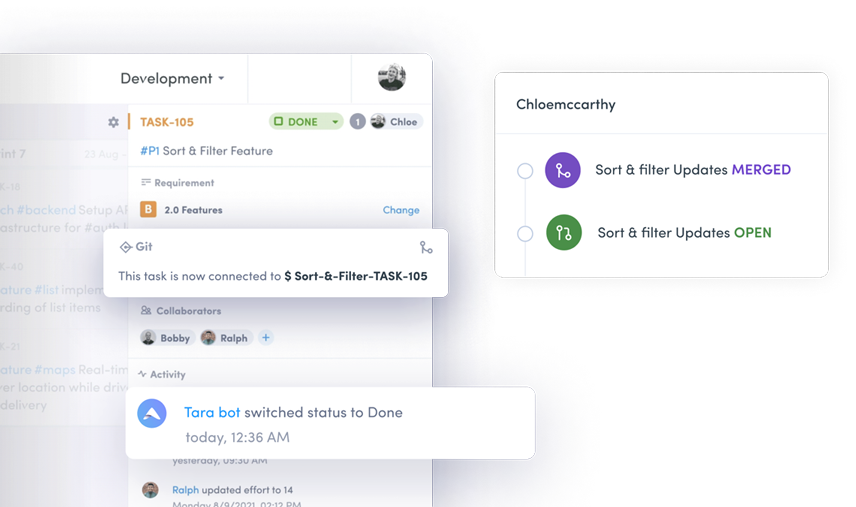 Development
TASK-105
DONE
1
Chloe
#P1 Sort & Filter Feature
Requirement
B
2.0 Features
Change
Git
This task is now connected to $ Sort-&-Filter-TASK-105
Collaborators
Bobby
Ralph
+
Activity
Tara bot switched status to Done
today, 12:36 AM
yesterday, 09:30 AM
Ralph updated effort to 14
Monday 8/9/2021, 02:12 PM
int 7
23 Aug -
K-18
ch #backend Setup AP
astructure for #auth
K-40
ature #list implem
rding of list items
K-21
ature #maps Real-tim
er location while driv
delivery
Chloemccarthy
Sort & filter Updates MERGED
Sort & filter Updates OPEN